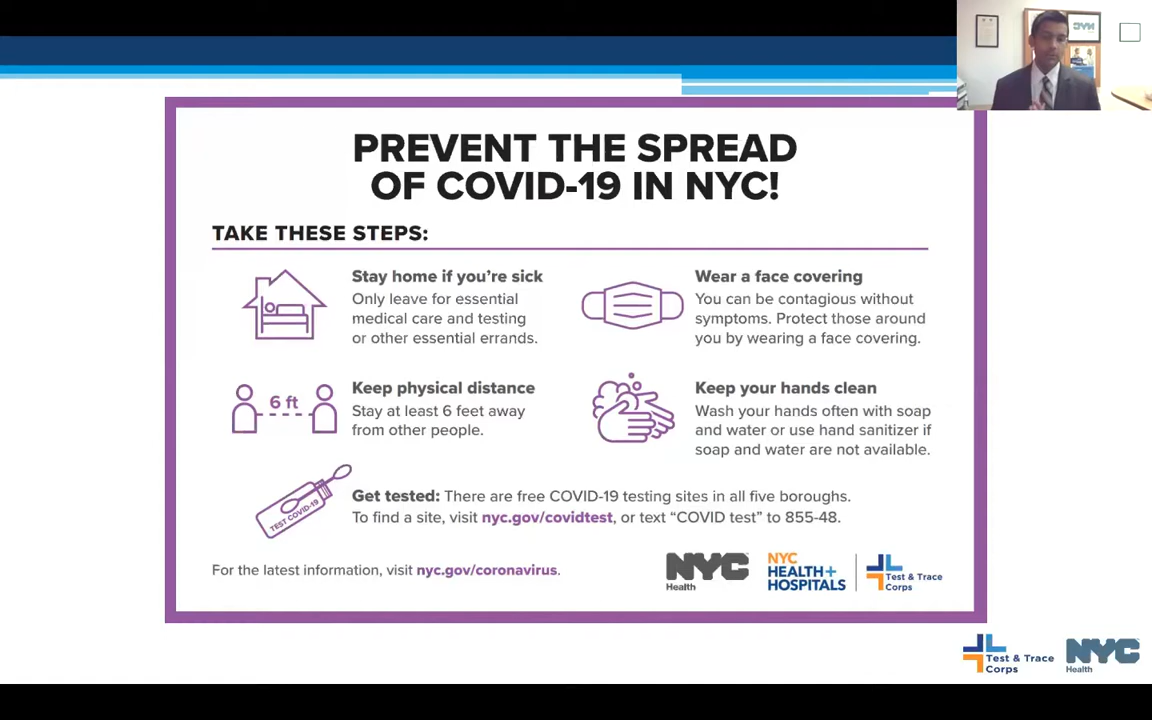 PREVENT THE SPREAD
OF COVID-19 IN NYC!
TAKE THESE STEPS:
Stay home if you're sick
Only leave for essential
medical care and testing
or other essential errands.
Wear a face covering
You can be contagious without
symptoms. Protect those around
you by wearing a face covering.
6 ft
Keep physical distance
Stay at least 6 feet away
from other people.
Keep your hands clean
Wash your hands often with soap
and water or use hand sanitizer if
soap and water are not available.
TEST COVID-19
Get tested: There are free COVID-19 testing sites in all five boroughs.
To find a site, visit nyc.gov/covidtest, or text “COVID test” to 855-48.
For the latest information, visit nyc.gov/coronavirus.
NYC
Health
NYC
HEALTH+
HOSPITALS
Test & Trace
Corps
Test & Trace
Corps
NYC
Health